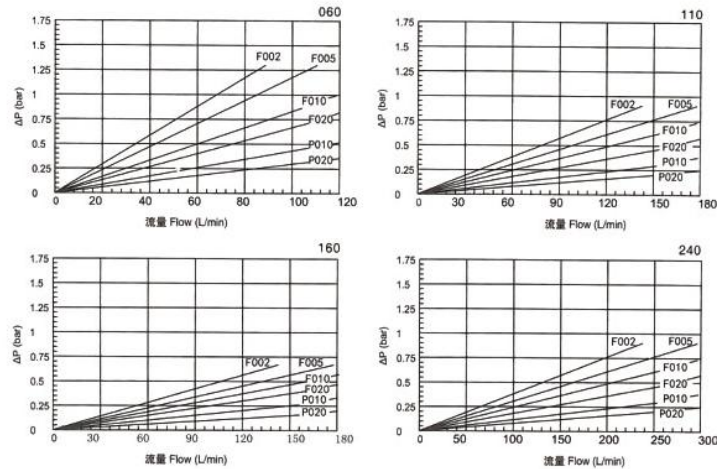 060
1.75
1.5
1.25
1.0
0.75
0.5
0.25
0
ΔP (bar)
F002
F005
F010
F020
P010
P020
0 20 40 60 80 100 120
流量 Flow (L/min)
110
1.75
1.5
1.25
1.0
0.75
0.5
0.25
0
ΔP (bar)
F002
F005
F010
F020
P010
P020
0 30 60 90 120 150 180
流量 Flow (L/min)
160
1.75
1.5
1.25
1.0
0.75
0.5
0.25
0
ΔP (bar)
F002
F005
F010
F020
P010
P020
0 30 60 90 120 150 180
流量 Flow (L/min)
240
1.75
1.5
1.25
1.0
0.75
0.5
0.25
0
ΔP (bar)
F002
F005
F010
F020
P010
P020
0 50 100 150 200 250 300
流量 Flow (L/min)